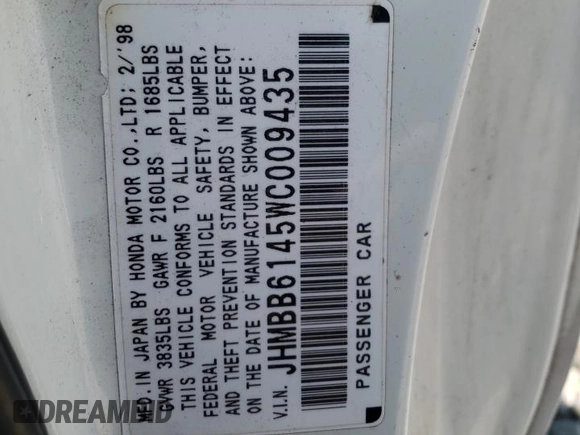 MFD.IN JAPAN BY HONDA MOTOR CO.,LTD; 2/'98
GVWR 3835LBS GAWR F 2160LBS R 1685LBS
THIS VEHICLE CONFORMS TO ALL APPLICABLE
FEDERAL MOTOR VEHICLE SAFETY, BUMPER,
AND THEFT PREVENTION STANDARDS IN EFFECT
ON THE DATE OF MANUFACTURE SHOWN ABOVE:
V.I.N. JHMBB6145WC009435
PASSENGER CAR
DREAMBID